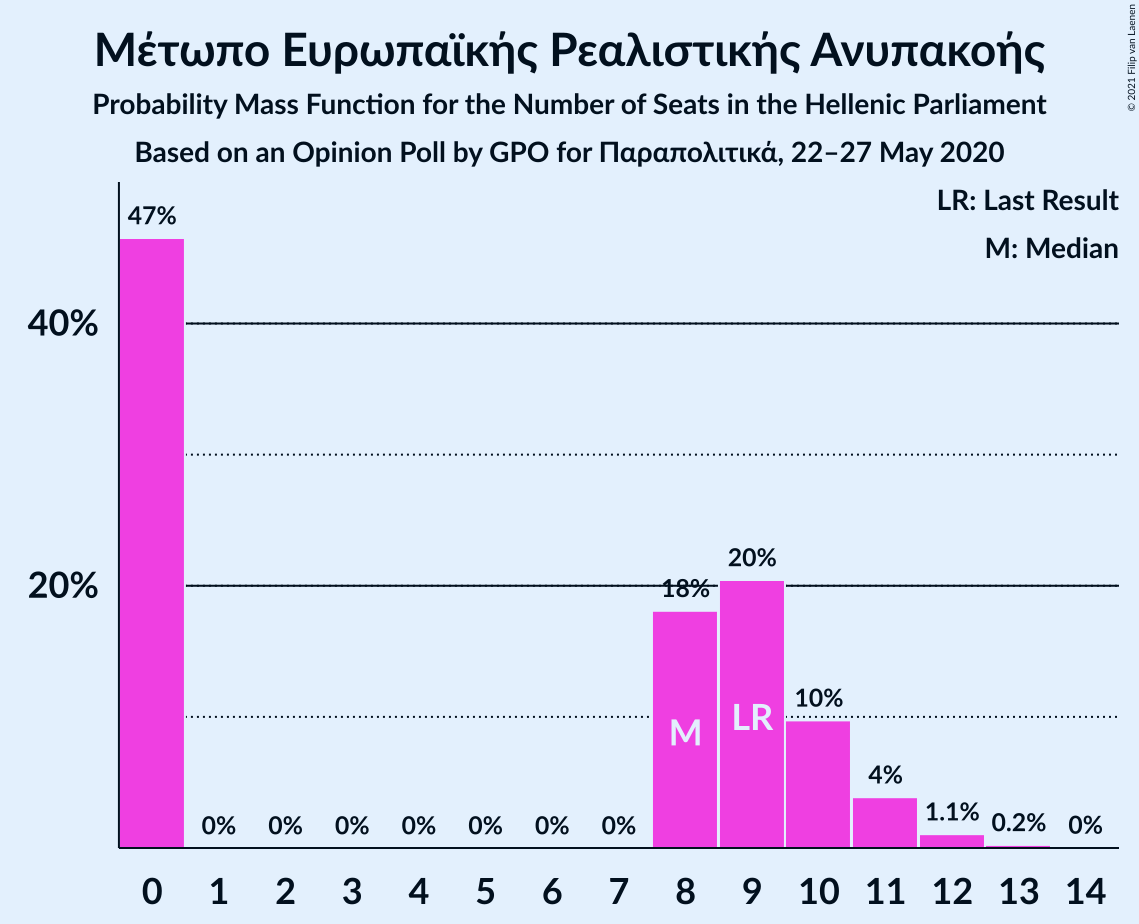 Μέτωπο Ευρωπαϊκής Ρεαλιστικής Ανυπακοής
Probability Mass Function for the Number of Seats in the Hellenic Parliament
Based on an Opinion Poll by GPO for Παραπολιτικά, 22–27 May 2020
© 2021 Filip van Laenen
LR: Last Result
M: Median
47%
40%
20%
20%
18%
M
LR
10%
4%
1.1%
0.2%
0% 0% 0% 0% 0% 0% 0% 0%
0 1 2 3 4 5 6 7 8 9 10 11 12 13 14